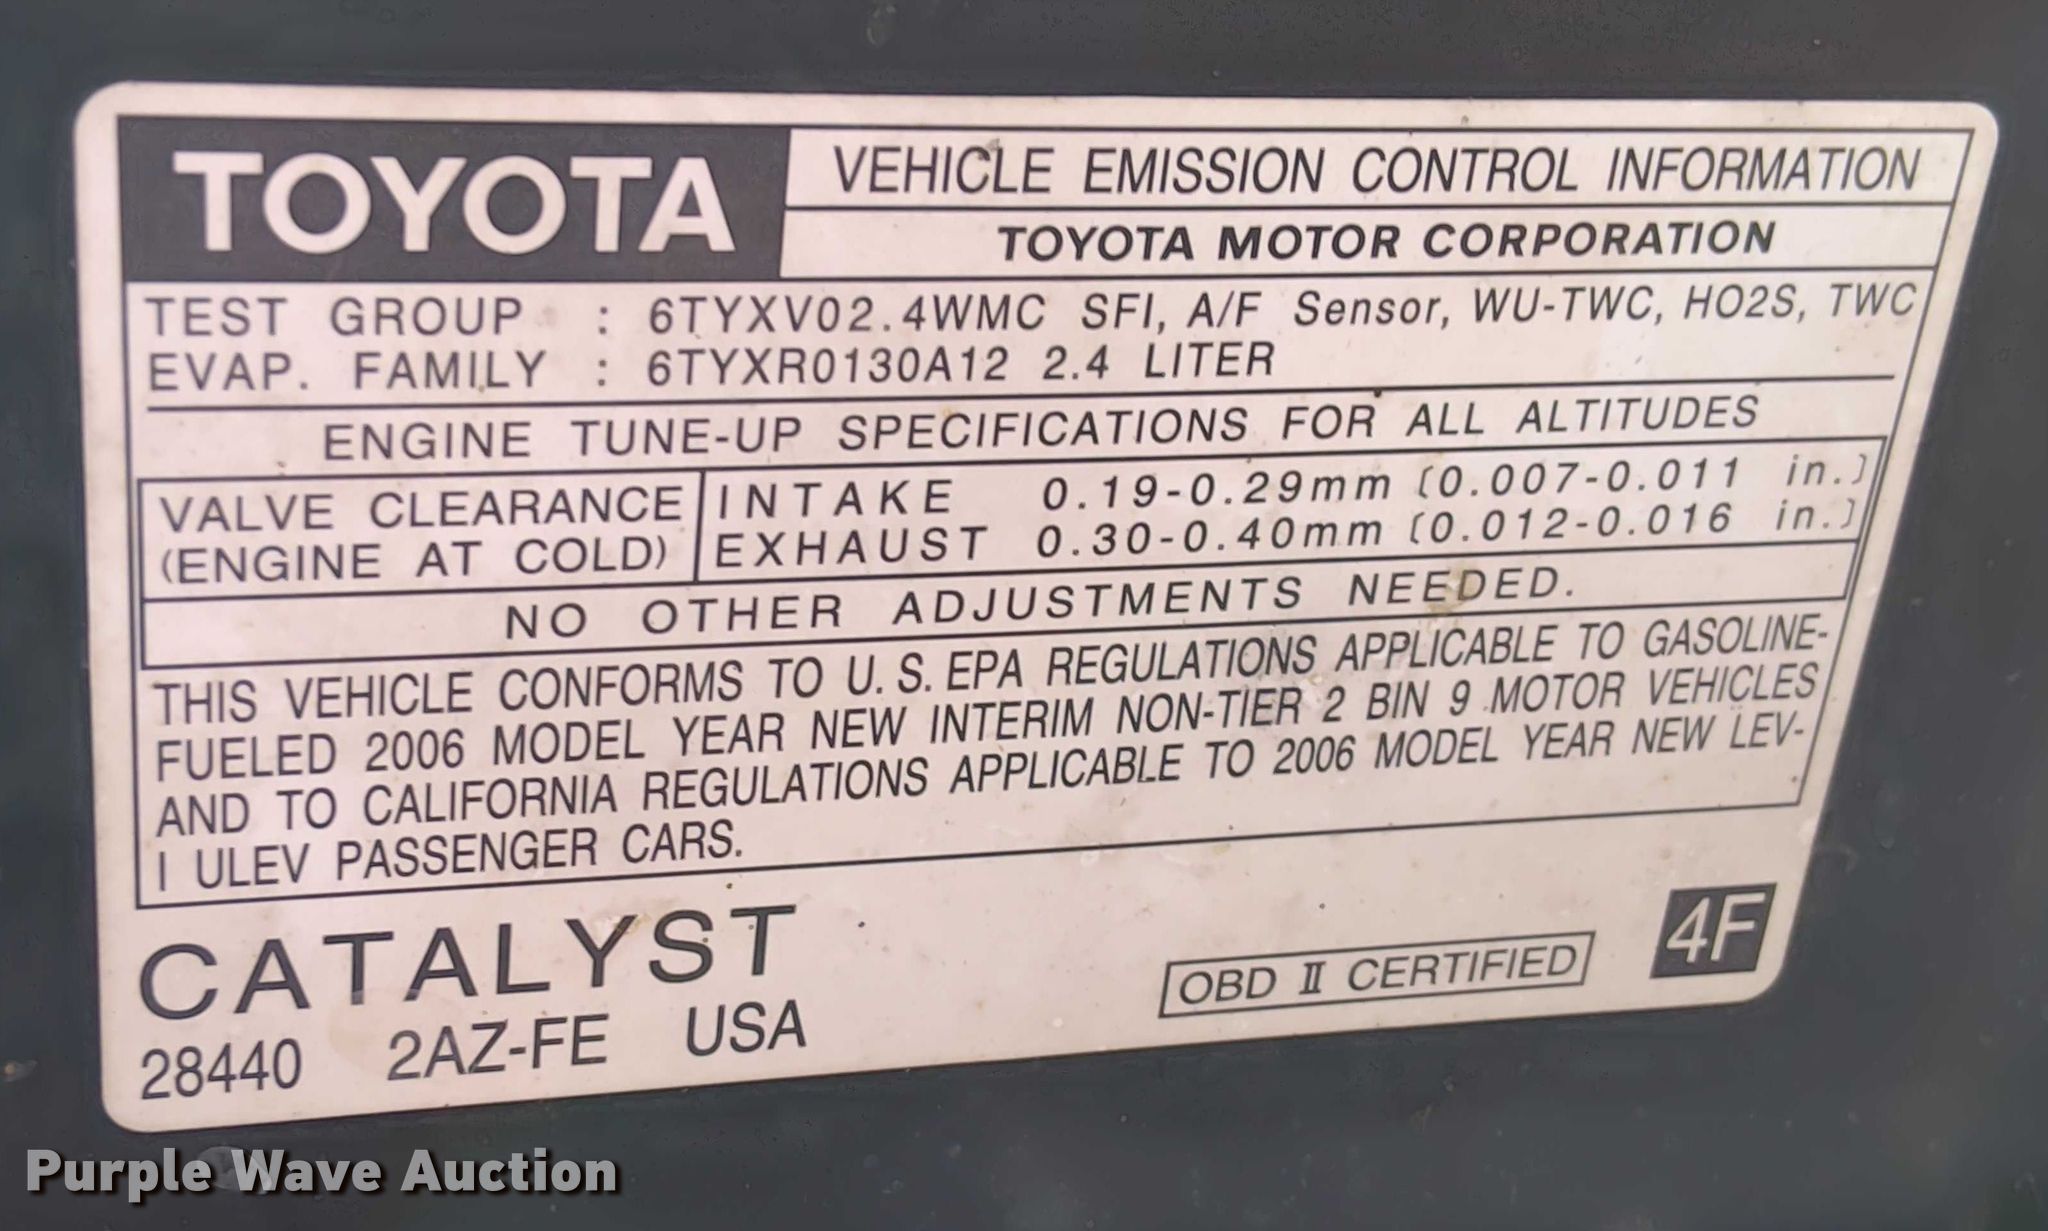 TOYOTA
VEHICLE EMISSION CONTROL INFORMATION
TOYOTA MOTOR CORPORATION
TEST GROUP : 6TYXV02.4WMC SFI, A/F Sensor, WU-TWC, HO2S, TWC
EVAP. FAMILY : 6TYXR0130A12 2.4 LITER
ENGINE TUNE-UP SPECIFICATIONS FOR ALL ALTITUDES
VALVE CLEARANCE INTAKE 0.19-0.29mm (0.007-0.011 in.)
(ENGINE AT COLD) EXHAUST 0.30-0.40mm (0.012-0.016 in.)
NO OTHER ADJUSTMENTS NEEDED.
THIS VEHICLE CONFORMS TO U.S. EPA REGULATIONS APPLICABLE TO GASOLINE-
FUELED 2006 MODEL YEAR NEW INTERIM NON-TIER 2 BIN 9 MOTOR VEHICLES
AND TO CALIFORNIA REGULATIONS APPLICABLE TO 2006 MODEL YEAR NEW LEV-
I ULEV PASSENGER CARS.
CATALYST
OBD II CERTIFIED
4F
28440 2AZ-FE USA
Purple Wave Auction